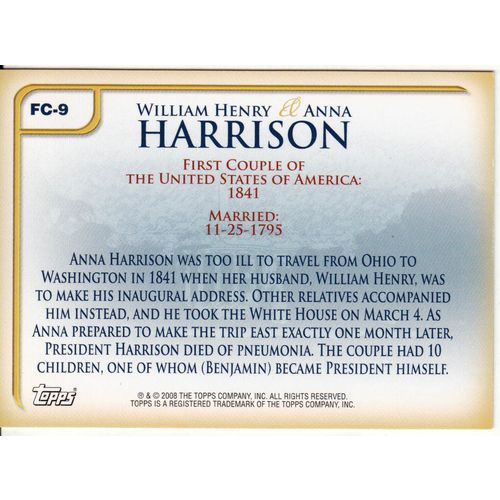 FC-9
WILLIAM HENRY & ANNA
HARRISON
FIRST COUPLE OF
THE UNITED STATES OF AMERICA:
1841
MARRIED:
11-25-1795
ANNA HARRISON WAS TOO ILL TO TRAVEL FROM OHIO TO
WASHINGTON IN 1841 WHEN HER HUSBAND, WILLIAM HENRY, WAS
TO MAKE HIS INAUGURAL ADDRESS. OTHER RELATIVES ACCOMPANIED
HIM INSTEAD, AND HE TOOK THE WHITE HOUSE ON MARCH 4. AS
ANNA PREPARED TO MAKE THE TRIP EAST EXACTLY ONE MONTH LATER,
PRESIDENT HARRISON DIED OF PNEUMONIA. THE COUPLE HAD 10
CHILDREN, ONE OF WHOM (BENJAMIN) BECAME PRESIDENT HIMSELF.
Topps
® & © 2008 THE TOPPS COMPANY, INC. ALL RIGHTS RESERVED.
TOPPS IS A REGISTERED TRADEMARK OF THE TOPPS COMPANY, INC.